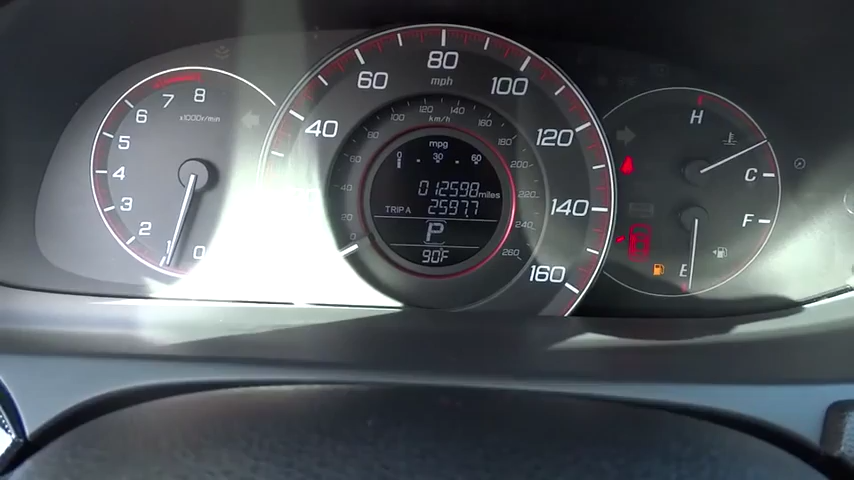 8
7
6
5
4
3
2
1
0
x1000r/min
40
60
80
100
120
140
160
mph
km/h
0
20
40
60
80
100
120
140
160
180
200
220
240
260
mpg
0 30 60
012598 miles
TRIP A 2597.7
P
90°F
H
C
F
E